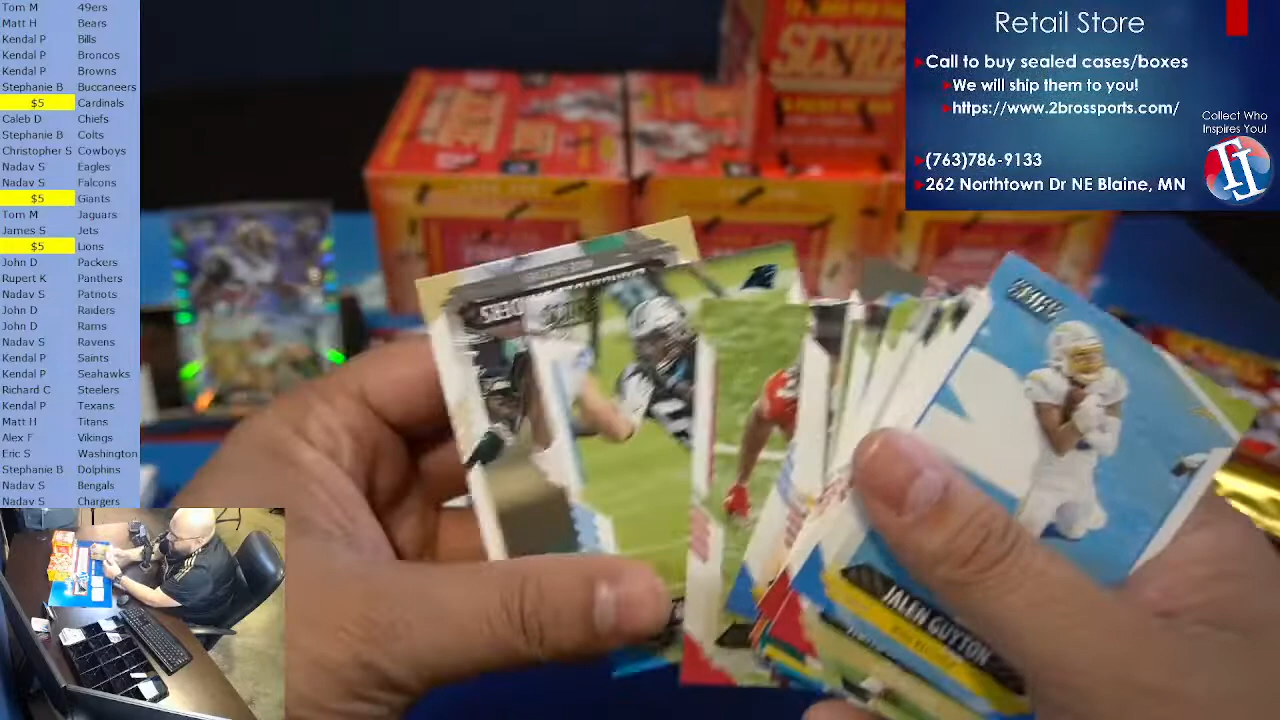 Tom M 49ers
Matt H Bears
Kendal P Bills
Kendal P Broncos
Kendal P Browns
Stephanie B Buccaneers
$5 Cardinals
Caleb D Chiefs
Stephanie B Colts
Christopher S Cowboys
Nadav S Eagles
Nadav S Falcons
$5 Giants
Tom M Jaguars
James S Jets
$5 Lions
John D Packers
Rupert K Panthers
Nadav S Patriots
John D Raiders
John D Rams
Nadav S Ravens
Kendal P Saints
Kendal P Seahawks
Richard C Steelers
Kendal P Texans
Matt H Titans
Alex F Vikings
Eric S Washington
Stephanie B Dolphins
Nadav S Bengals
Nadav S Chargers
Retail Store
Call to buy sealed cases/boxes
We will ship them to you!
https://www.2brossports.com/
(763)786-9133
262 Northtown Dr NE Blaine, MN
Collect Who
Inspires You!
SCORE
JALEN GUYTON